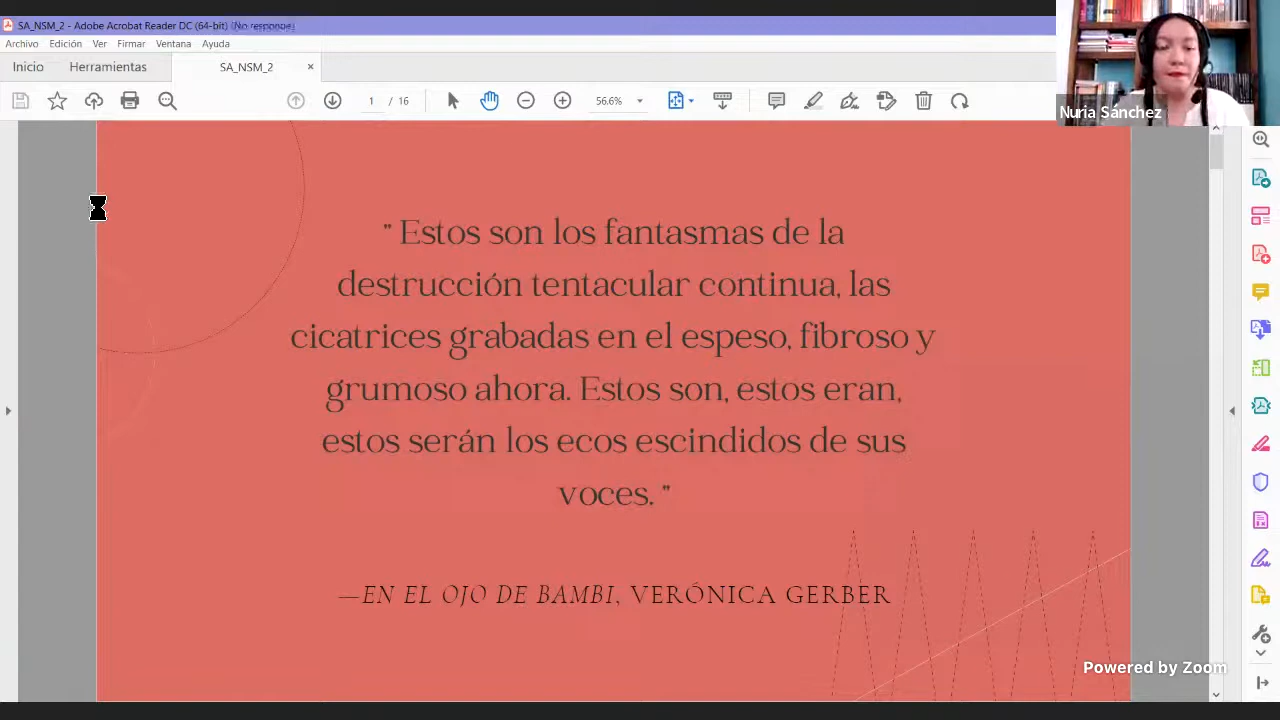 SA_NSM_2 - Adobe Acrobat Reader DC (64-bit) (No responde)
Archivo Edición Ver Firmar Ventana Ayuda
Inicio Herramientas SA_NSM_2 ×
1 / 16 56.6%
Nuria Sánchez
" Estos son los fantasmas de la
destrucción tentacular continua, las
cicatrices grabadas en el espeso, fibroso y
grumoso ahora. Estos son, estos eran,
estos serán los ecos escindidos de sus
voces. "
—EN EL OJO DE BAMBI, VERÓNICA GERBER
Powered by Zoom